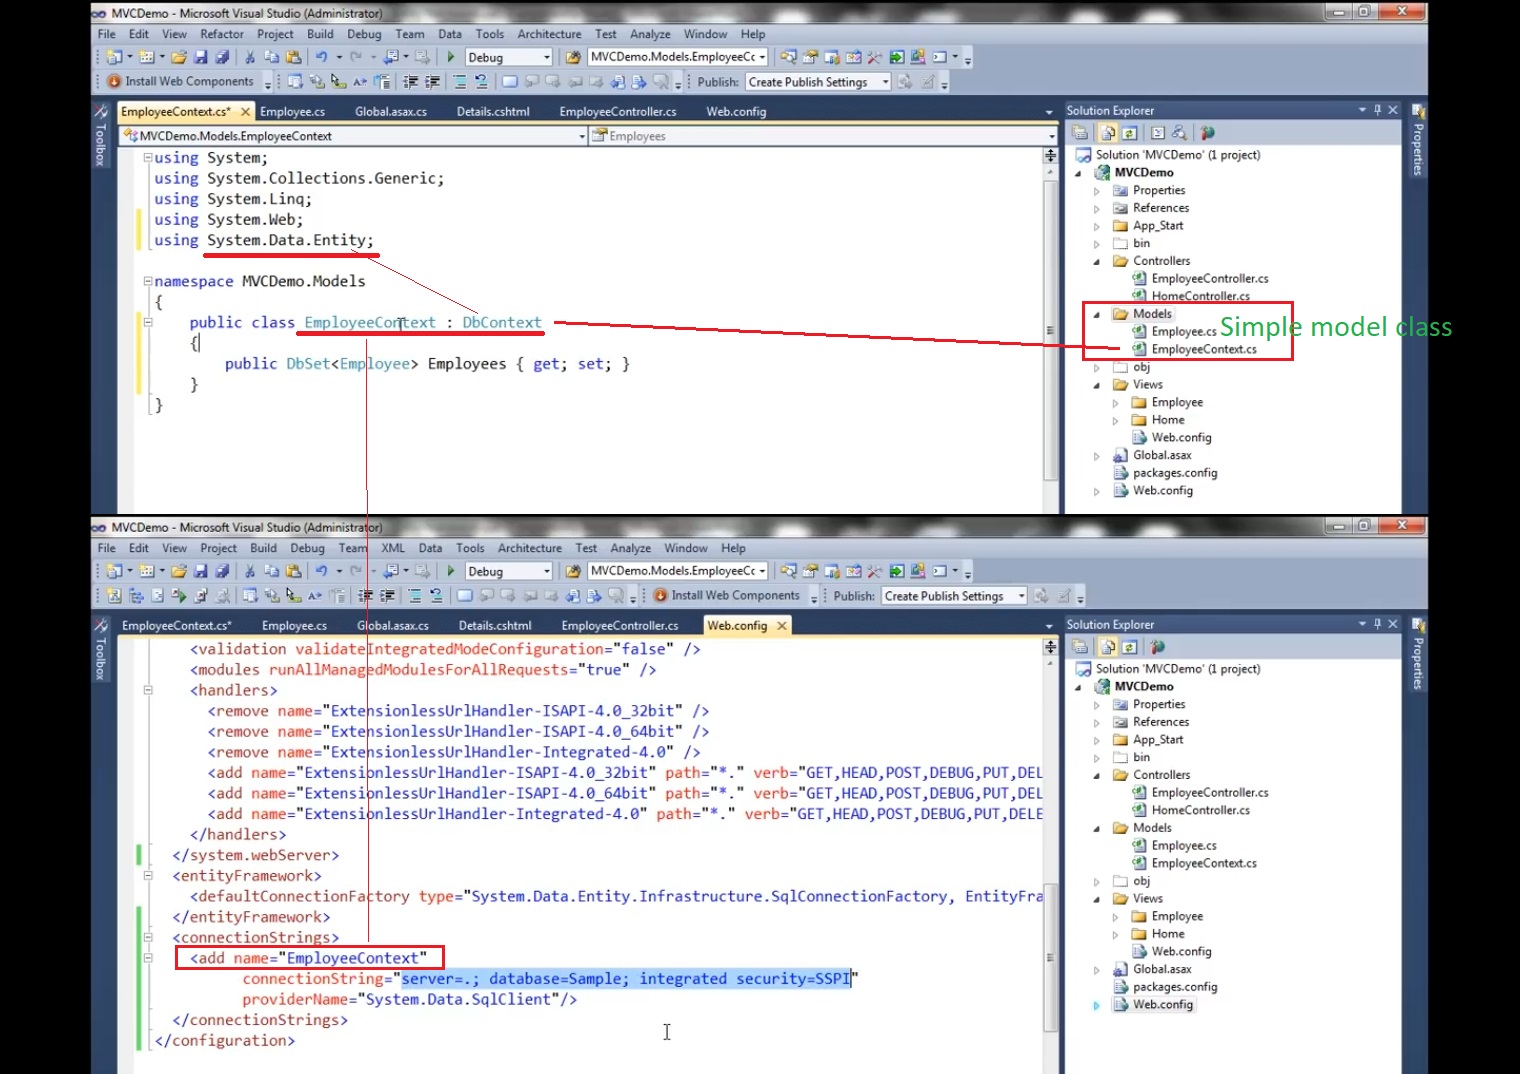 MVCDemo - Microsoft Visual Studio (Administrator)
File Edit View Refactor Project Build Debug Team Data Tools Architecture Test Analyze Window Help
Debug MVCDemo.Models.EmployeeCc
Install Web Components Publish: Create Publish Settings
EmployeeContext.cs* Employee.cs Global.asax.cs Details.cshtml EmployeeController.cs Web.config
MVCDemo.Models.EmployeeContext Employees
Toolbox
using System;
using System.Collections.Generic;
using System.Linq;
using System.Web;
using System.Data.Entity;
namespace MVCDemo.Models
{
public class EmployeeContext : DbContext
{
public DbSet<Employee> Employees { get; set; }
}
}
Solution Explorer
Solution 'MVCDemo' (1 project)
MVCDemo
Properties
References
App_Start
bin
Controllers
EmployeeController.cs
HomeController.cs
Models
Employee.cs
EmployeeContext.cs
obj
Views
Employee
Home
Web.config
Global.asax
packages.config
Web.config
Simple model class
Properties
MVCDemo - Microsoft Visual Studio (Administrator)
File Edit View Project Build Debug Team XML Data Tools Architecture Test Analyze Window Help
Debug MVCDemo.Models.EmployeeCc
Install Web Components Publish: Create Publish Settings
EmployeeContext.cs* Employee.cs Global.asax.cs Details.cshtml EmployeeController.cs Web.config
Toolbox
<validation validateIntegratedModeConfiguration="false" />
<modules runAllManagedModulesForAllRequests="true" />
<handlers>
<remove name="ExtensionlessUrlHandler-ISAPI-4.0_32bit" />
<remove name="ExtensionlessUrlHandler-ISAPI-4.0_64bit" />
<remove name="ExtensionlessUrlHandler-Integrated-4.0" />
<add name="ExtensionlessUrlHandler-ISAPI-4.0_32bit" path="*." verb="GET,HEAD,POST,DEBUG,PUT,DEL
<add name="ExtensionlessUrlHandler-ISAPI-4.0_64bit" path="*." verb="GET,HEAD,POST,DEBUG,PUT,DEL
<add name="ExtensionlessUrlHandler-Integrated-4.0" path="*." verb="GET,HEAD,POST,DEBUG,PUT,DELE
</handlers>
</system.webServer>
<entityFramework>
<defaultConnectionFactory type="System.Data.Entity.Infrastructure.SqlConnectionFactory, EntityFra
</entityFramework>
<connectionStrings>
<add name="EmployeeContext"
connectionString="server=.; database=Sample; integrated security=SSPI"
providerName="System.Data.SqlClient"/>
</connectionStrings>
</configuration>
Solution Explorer
Solution 'MVCDemo' (1 project)
MVCDemo
Properties
References
App_Start
bin
Controllers
EmployeeController.cs
HomeController.cs
Models
Employee.cs
EmployeeContext.cs
obj
Views
Employee
Home
Web.config
Global.asax
packages.config
Web.config
Properties